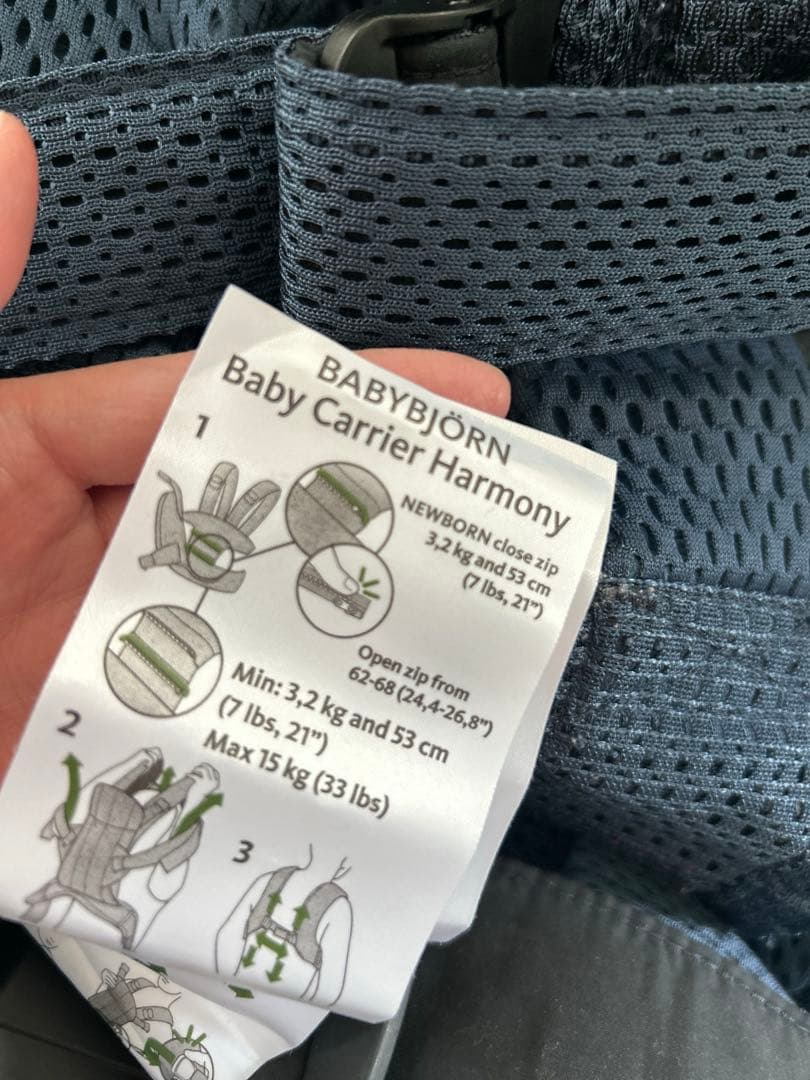 BABYBJÖRN
Baby Carrier Harmony
1
NEWBORN close zip
3,2 kg and 53 cm
(7 lbs, 21”)
Open zip from
62-68 (24,4-26,8”)
Min: 3,2 kg and 53 cm
(7 lbs, 21”)
Max 15 kg (33 lbs)
2
3